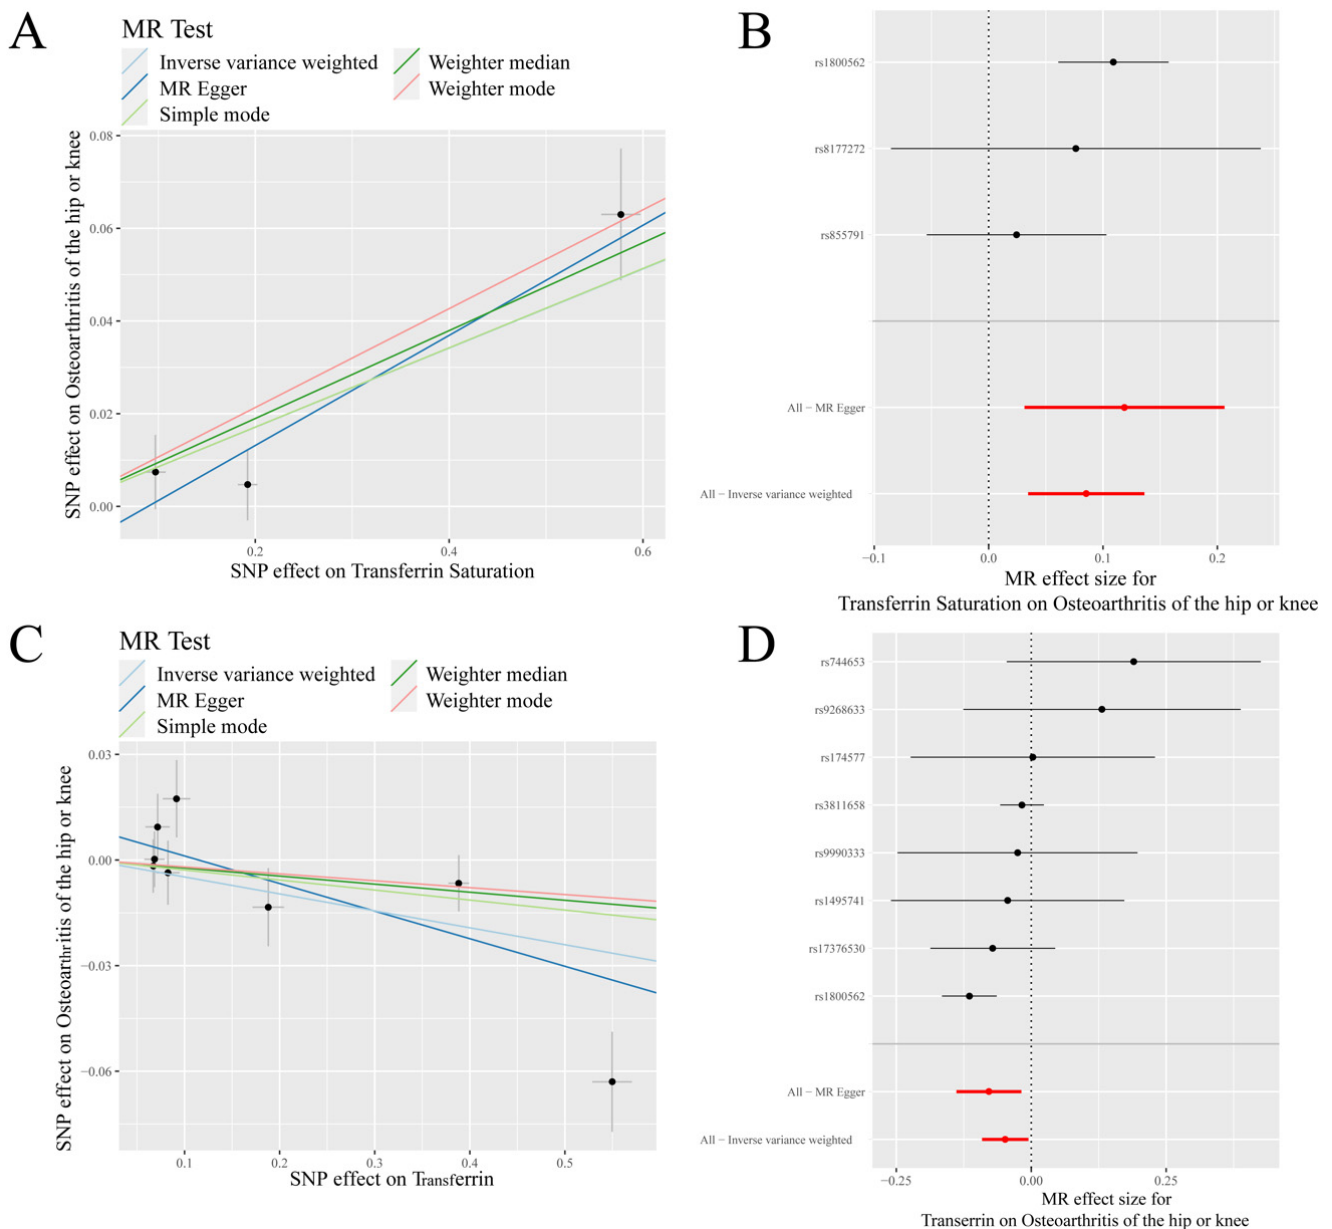 A
MR Test
Inverse variance weighted
MR Egger
Simple mode
Weighter median
Weighter mode
SNP effect on Osteoarthritis of the hip or knee
0.08
0.06
0.04
0.02
0.00
0.2
0.4
0.6
SNP effect on Transferrin Saturation
B
rs1800562
rs8177272
rs855791
All − MR Egger
All − Inverse variance weighted
−0.1
0.0
0.1
0.2
MR effect size for
Transferrin Saturation on Osteoarthritis of the hip or knee
C
MR Test
Inverse variance weighted
MR Egger
Simple mode
Weighter median
Weighter mode
SNP effect on Osteoarthritis of the hip or knee
0.03
0.00
−0.03
−0.06
0.1
0.2
0.3
0.4
0.5
SNP effect on Transferrin
D
rs744653
rs9268633
rs174577
rs3811658
rs9990333
rs1495741
rs17376530
rs1800562
All − MR Egger
All − Inverse variance weighted
−0.25
0.00
0.25
MR effect size for
Transerrin on Osteoarthritis of the hip or knee